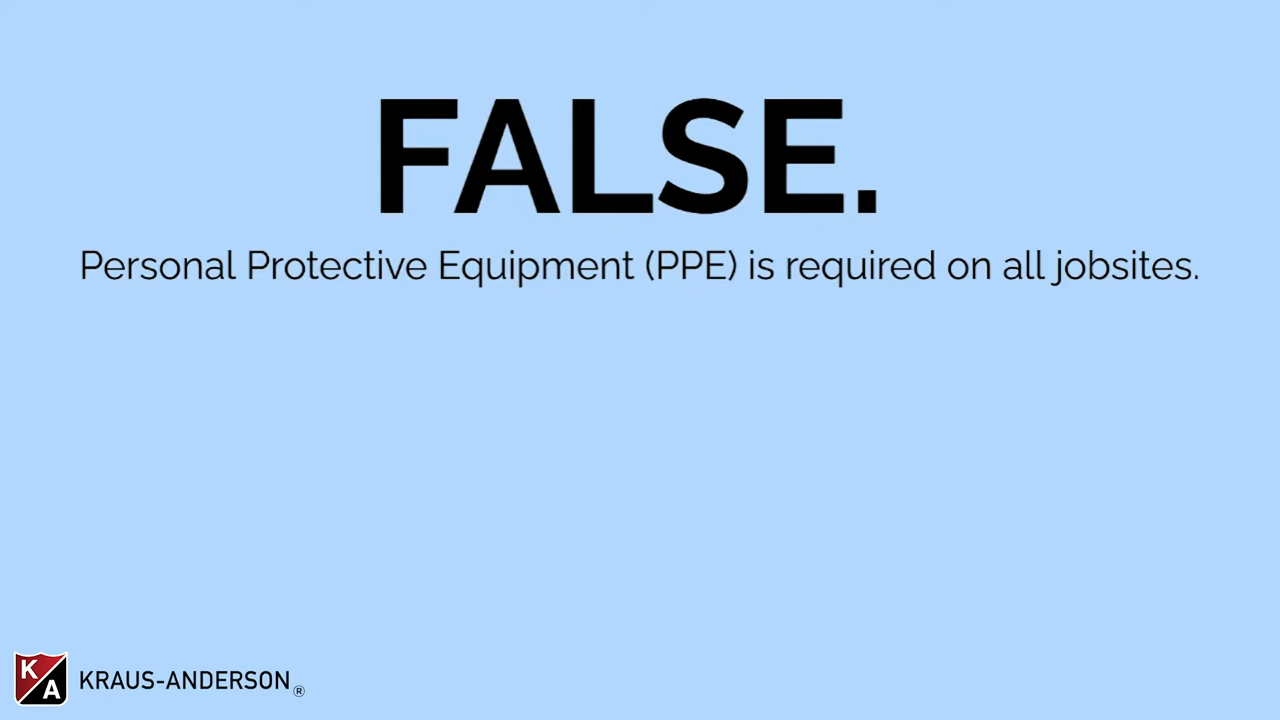 FALSE.
Personal Protective Equipment (PPE) is required on all jobsites.
K
A
KRAUS-ANDERSON®